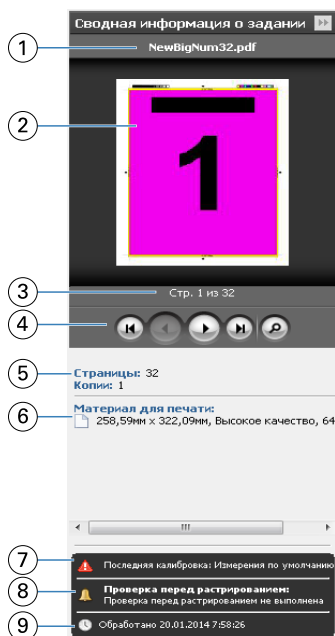 Сводная информация о задании
1
NewBigNum32.pdf
2
1
3
Стр. 1 из 32
4
5
Страницы: 32
Копии: 1
Материал для печати:
6
258,59мм x 322,09мм, Высокое качество, 64
7
Последняя калибровка: Измерения по умолчанию
8
Проверка перед растрированием:
Проверка перед растрированием не выполнена
9
Обработано 20.01.2014 7:58:26